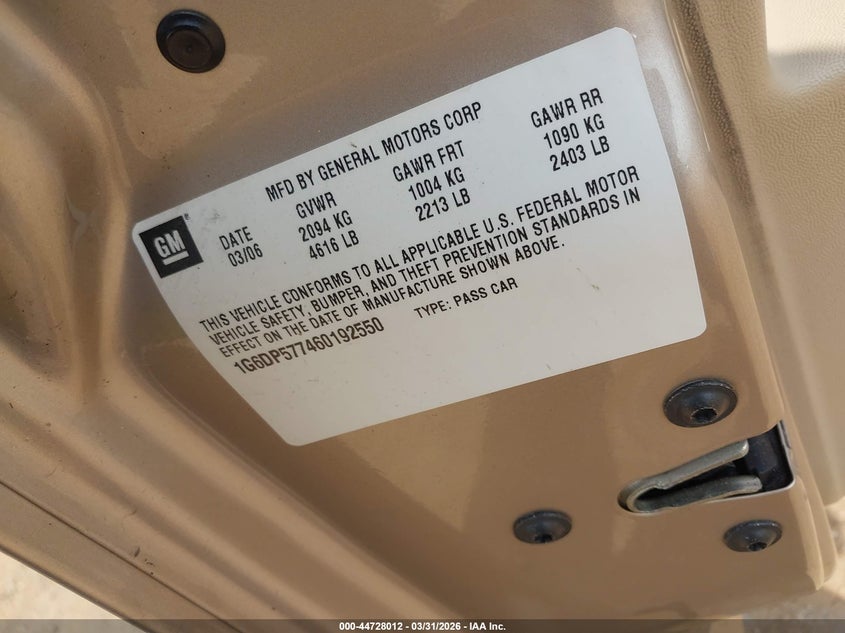 GM
MFD BY GENERAL MOTORS CORP
DATE GVWR GAWR FRT GAWR RR
03/06 2094 KG 1004 KG 1090 KG
4616 LB 2213 LB 2403 LB
THIS VEHICLE CONFORMS TO ALL APPLICABLE U.S. FEDERAL MOTOR
VEHICLE SAFETY, BUMPER, AND THEFT PREVENTION STANDARDS IN
EFFECT ON THE DATE OF MANUFACTURE SHOWN ABOVE.
1G6DP577460192550 TYPE: PASS CAR
000-44728012 - 03/31/2026 - IAA Inc.